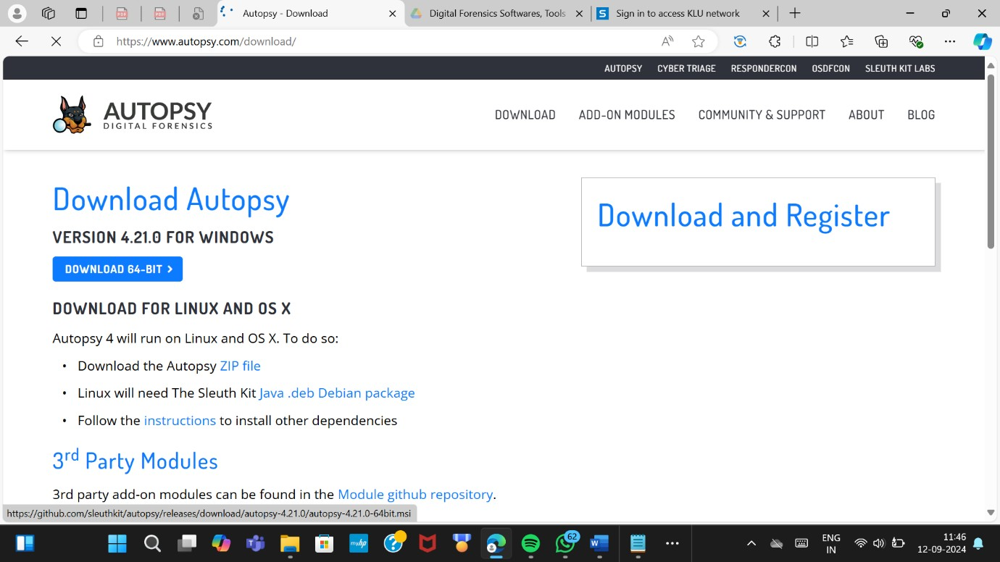 Autopsy - Download
Digital Forensics Softwares, Tools
S Sign in to access KLU network
https://www.autopsy.com/download/
AUTOPSY CYBER TRIAGE RESPONDERCON OSDFCON SLEUTH KIT LABS
AUTOPSY
DIGITAL FORENSICS
DOWNLOAD ADD-ON MODULES COMMUNITY & SUPPORT ABOUT BLOG
Download Autopsy
VERSION 4.21.0 FOR WINDOWS
DOWNLOAD 64-BIT >
DOWNLOAD FOR LINUX AND OS X
Autopsy 4 will run on Linux and OS X. To do so:
• Download the Autopsy ZIP file
• Linux will need The Sleuth Kit Java .deb Debian package
• Follow the instructions to install other dependencies
3rd Party Modules
3rd party add-on modules can be found in the Module github repository.
Download and Register
https://github.com/sleuthkit/autopsy/releases/download/autopsy-4.21.0/autopsy-4.21.0-64bit.msi
myhp
62
W
ENG
IN
11:46
12-09-2024